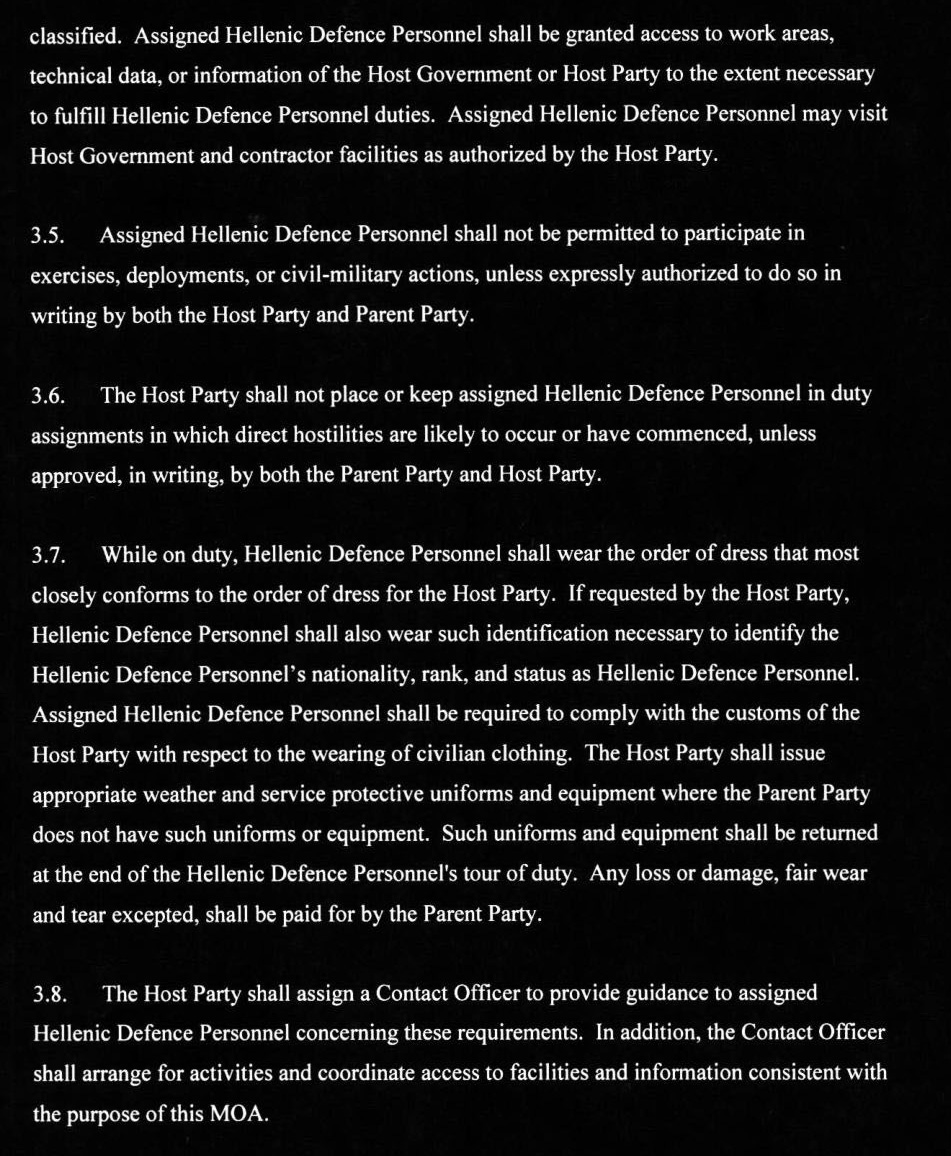 classified.  Assigned Hellenic Defence Personnel shall be granted access to work areas,
technical data, or information of the Host Government or Host Party to the extent necessary
to fulfill Hellenic Defence Personnel duties.  Assigned Hellenic Defence Personnel may visit
Host Government and contractor facilities as authorized by the Host Party.
3.5. Assigned Hellenic Defence Personnel shall not be permitted to participate in
exercises, deployments, or civil-military actions, unless expressly authorized to do so in
writing by both the Host Party and Parent Party.
3.6. The Host Party shall not place or keep assigned Hellenic Defence Personnel in duty
assignments in which direct hostilities are likely to occur or have commenced, unless
approved, in writing, by both the Parent Party and Host Party.
3.7. While on duty, Hellenic Defence Personnel shall wear the order of dress that most
closely conforms to the order of dress for the Host Party.  If requested by the Host Party,
Hellenic Defence Personnel shall also wear such identification necessary to identify the
Hellenic Defence Personnel’s nationality, rank, and status as Hellenic Defence Personnel.
Assigned Hellenic Defence Personnel shall be required to comply with the customs of the
Host Party with respect to the wearing of civilian clothing.  The Host Party shall issue
appropriate weather and service protective uniforms and equipment where the Parent Party
does not have such uniforms or equipment.  Such uniforms and equipment shall be returned
at the end of the Hellenic Defence Personnel's tour of duty.  Any loss or damage, fair wear
and tear excepted, shall be paid for by the Parent Party.
3.8. The Host Party shall assign a Contact Officer to provide guidance to assigned
Hellenic Defence Personnel concerning these requirements.  In addition, the Contact Officer
shall arrange for activities and coordinate access to facilities and information consistent with
the purpose of this MOA.